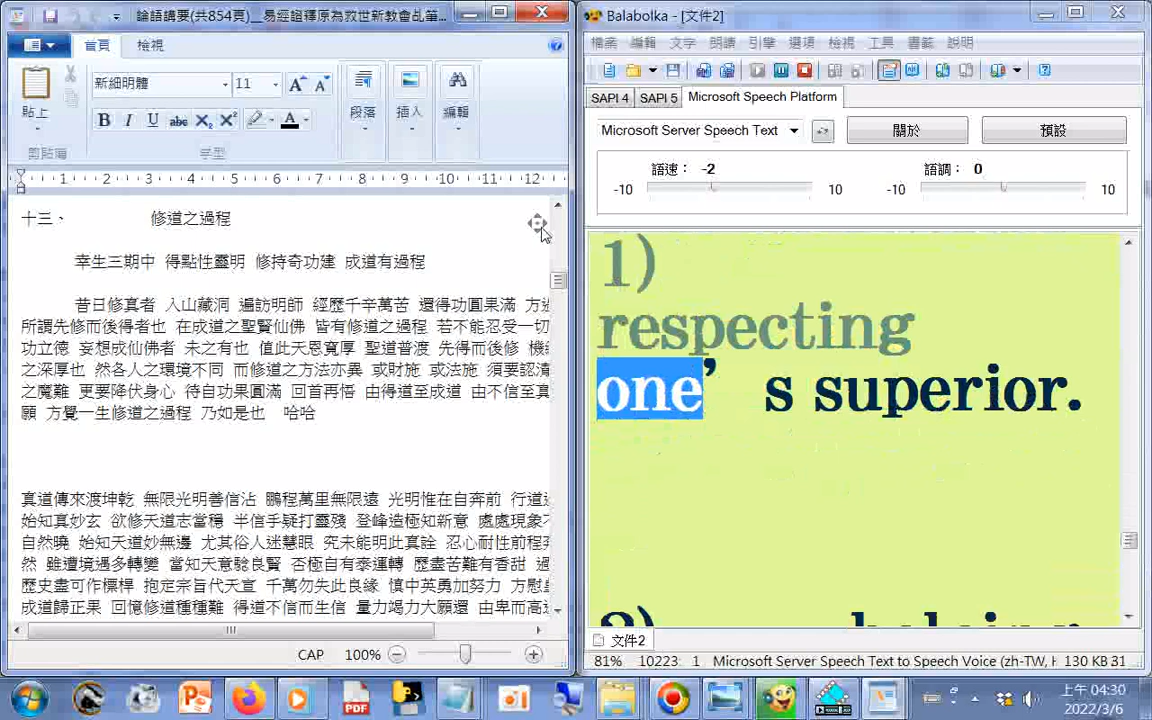 論語講要(共854頁)__易經證釋原為救世新教會乩筆...
首頁
檢視
貼上
新細明體
11
段落
插入
編輯
B I U abc X₂ X²
A
剪貼簿
字型
1 2 3 4 5 6 7 8 9 10 11 12
十三、 修道之過程
幸生三期中 得點性靈明 修持奇功建 成道有過程
昔日修真者 入山藏洞 遍訪明師 經歷千辛萬苦 還得功圓果滿 方
所謂先修而後得者也 在成道之聖賢仙佛 皆有修道之過程 若不能忍受一切
功立德 妄想成仙佛者 未之有也 值此天恩寬厚 聖道普渡 先得而後修 機
之深厚也 然各人之環境不同 而修道之方法亦異 或財施 或法施 須要認清
之魔難 更要降伏身心 待自功果圓滿 回首再悟 由得道至成道 由不信至真
願 方覺一生修道之過程 乃如是也 哈哈
真道傳來渡坤乾 無限光明善信沾 鵬程萬里無限遠 光明惟在自奔前 行道
始知真妙玄 欲修天道志當穩 半信半疑打靈殘 登峰造極知新意 處處現象
自然曉 始知天道妙無邊 尤其俗人迷慧眼 究未能明此真詮 忍心耐性前程
然 雖遭境遇多轉變 當知天意驗良賢 否極自有泰運轉 歷盡苦難有香甜
歷史盡可作標桿 抱定宗旨代天宣 千萬勿失此良緣 慎中英勇加努力 方慰
成道歸正果 回憶修道種種難 得道不信而生信 量力竭力大願還 由卑而高
CAP 100%
Balabolka - [文件2]
檔案 編輯 文字 朗讀 引擎 選項 檢視 工具 書籤 說明
SAPI 4 SAPI 5 Microsoft Speech Platform
Microsoft Server Speech Text
關於
預設
語速： -2
語調： 0
-10 10 -10 10
1)
respecting
one’s superior.
文件2
81% 10223: 1 Microsoft Server Speech Text to Speech Voice (zh-TW, H 130 KB 31
PDF
上午 04:30
2022/3/6